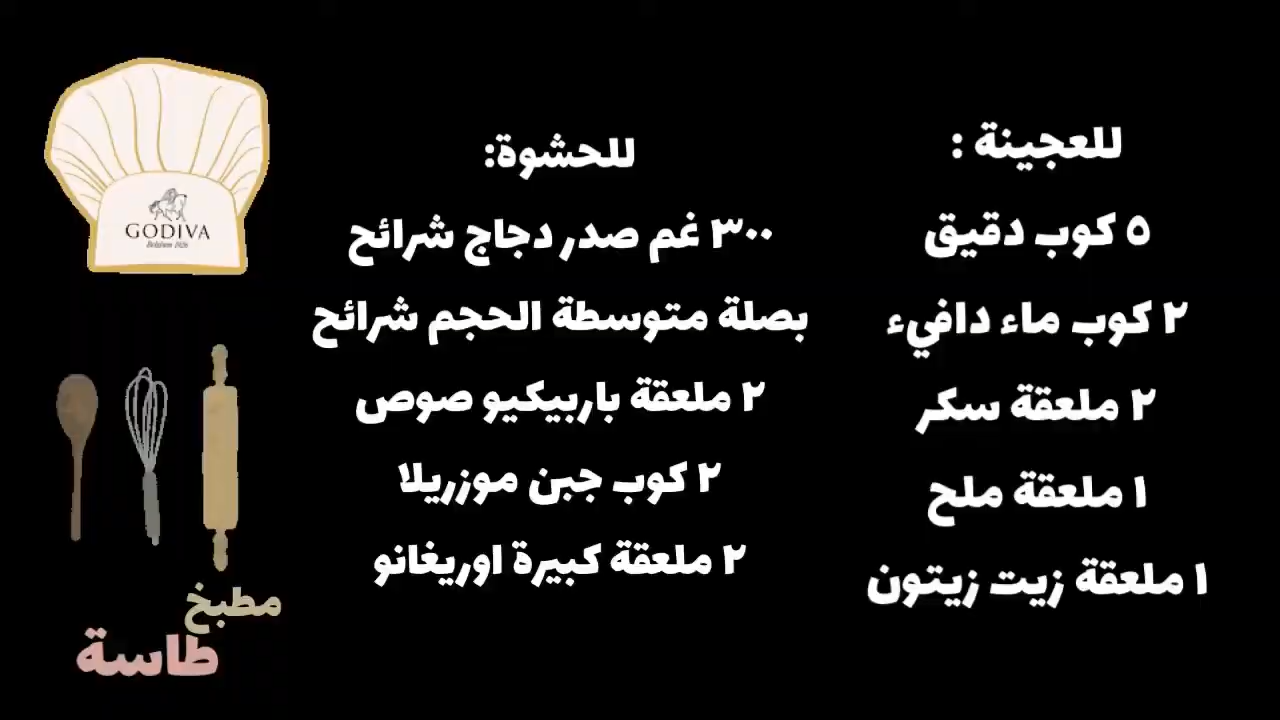 للعجينة :
٥ كوب دقيق
٢ كوب ماء دافيء
٢ ملعقة سكر
١ ملعقة ملح
١ ملعقة زيت زيتون
للحشوة:
٣٠٠ غم صدر دجاج شرائح
بصلة متوسطة الحجم شرائح
٢ ملعقة باربيكيو صوص
٢ كوب جبن موزريلا
٢ ملعقة كبيرة اوريغانو
GODIVA
Belgium 1926
مطبخ
طاسة